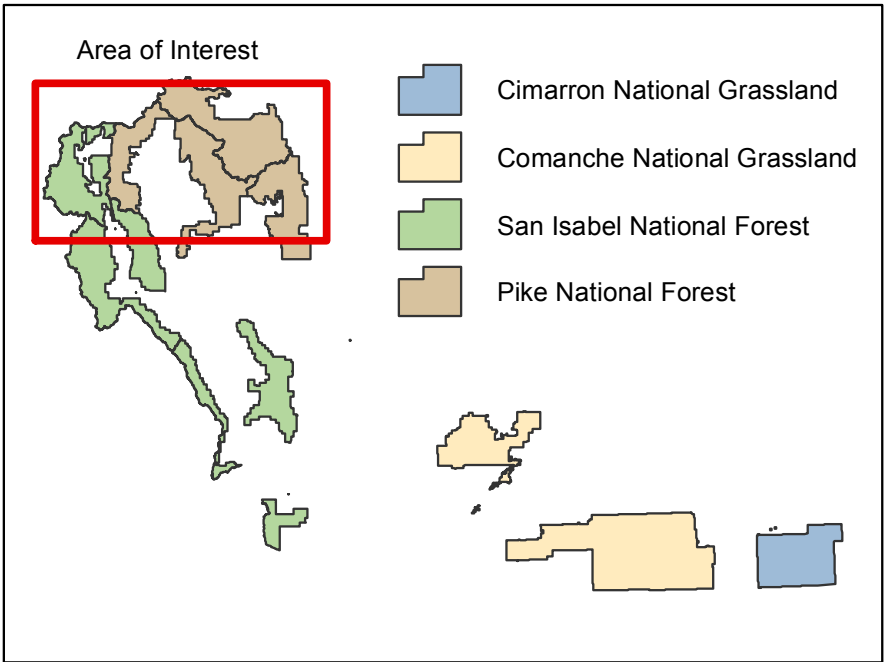 Area of Interest
Cimarron National Grassland
Comanche National Grassland
San Isabel National Forest
Pike National Forest